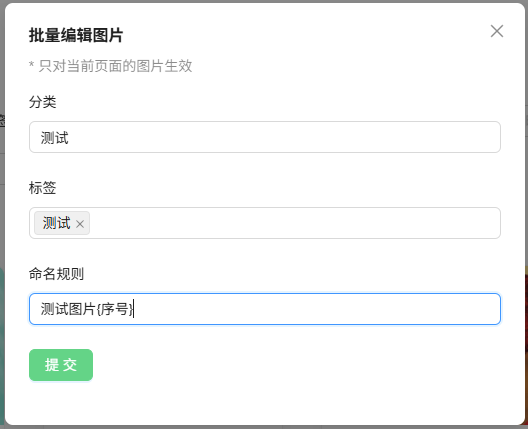 批量编辑图片
* 只对当前页面的图片生效
分类
测试
标签
测试
命名规则
测试图片{序号}
提交